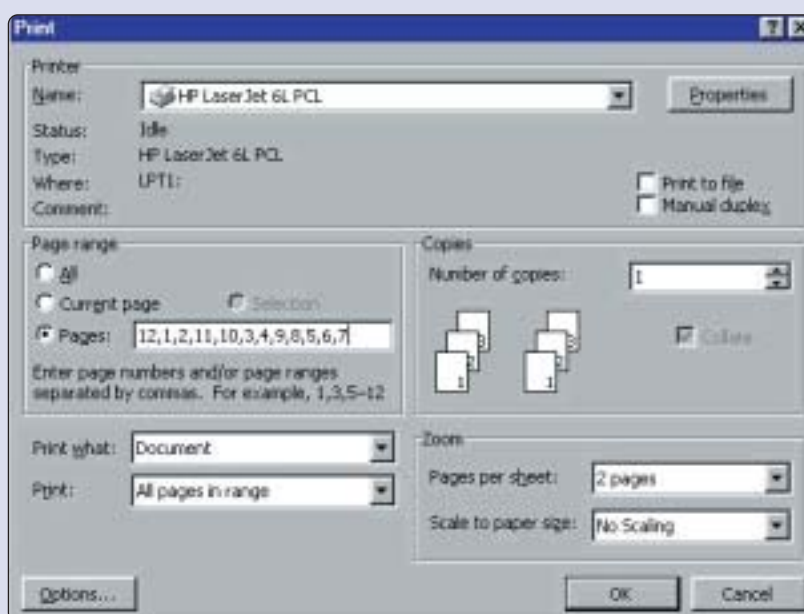 Print
Printer
Name: HP LaserJet 6L PCL Properties
Status: Idle
Type: HP LaserJet 6L PCL
Where: LPT1:
Comment:
Print to file
Manual duplex
Page range
All
Current page Selection
Pages: 12,1,2,11,10,3,4,9,8,5,6,7
Enter page numbers and/or page ranges
separated by commas. For example, 1,3,5-12
Copies
Number of copies: 1
1 3 1 3
Collate
Print what: Document
Print: All pages in range
Zoom
Pages per sheet: 2 pages
Scale to paper size: No Scaling
Options... OK Cancel